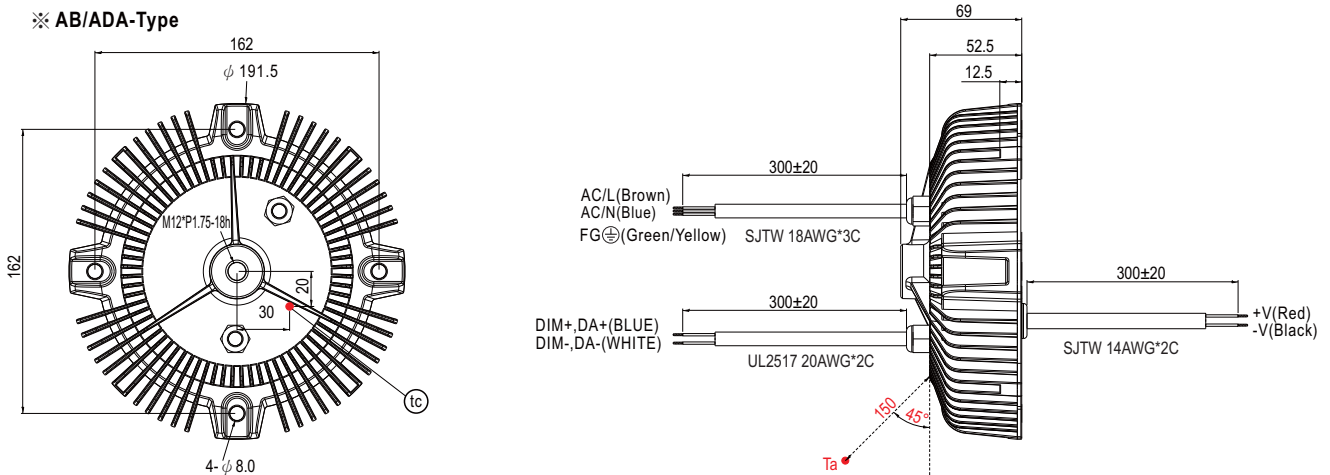 ※ AB/ADA-Type
162
ϕ 191.5
162
M12*P1.75-18h
20
30
tc
4- ϕ 8.0
69
52.5
12.5
300±20
AC/L(Brown)
AC/N(Blue)
FG⏚(Green/Yellow)
SJTW 18AWG*3C
300±20
DIM+,DA+(BLUE)
DIM-,DA-(WHITE)
UL2517 20AWG*2C
300±20
+V(Red)
-V(Black)
SJTW 14AWG*2C
150
45°
Ta